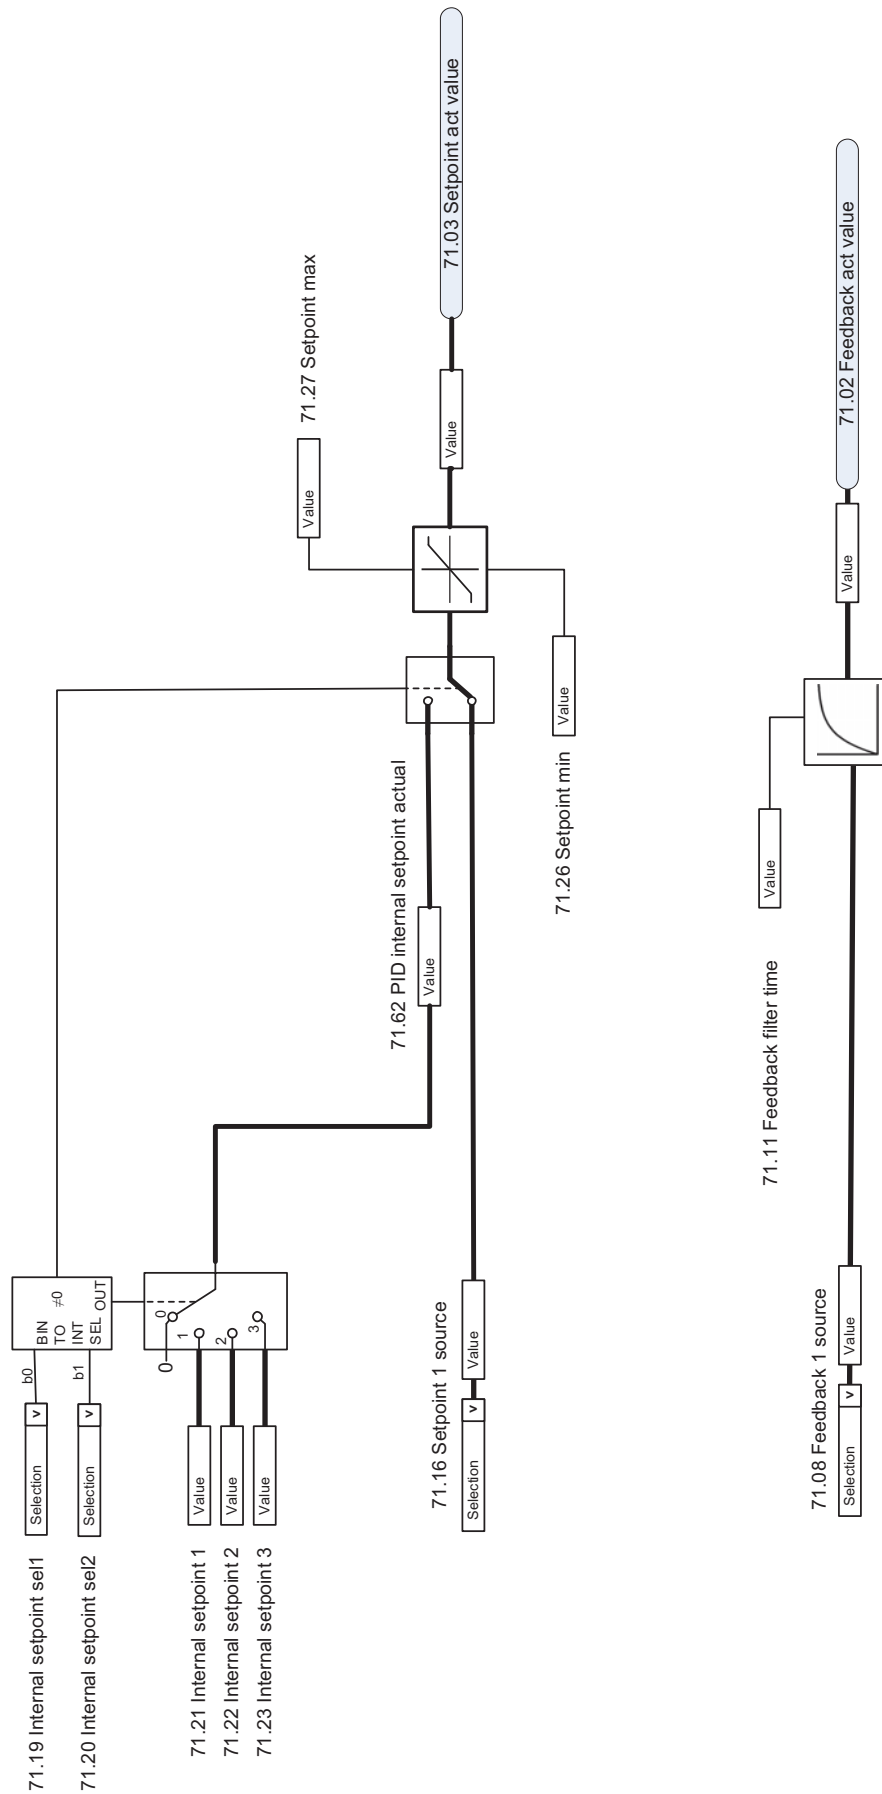 71.19 Internal setpoint sel1
Selection
v
b0
71.20 Internal setpoint sel2
Selection
v
b1
BIN
TO
INT
SEL
≠0
OUT
0
0
1
2
3
71.21 Internal setpoint 1
Value
71.22 Internal setpoint 2
Value
71.23 Internal setpoint 3
Value
71.62 PID internal setpoint actual
Value
71.27 Setpoint max
Value
71.16 Setpoint 1 source
Selection
v
Value
71.26 Setpoint min
Value
Value
71.03 Setpoint act value
71.11 Feedback filter time
Value
71.08 Feedback 1 source
Selection
v
Value
Value
71.02 Feedback act value